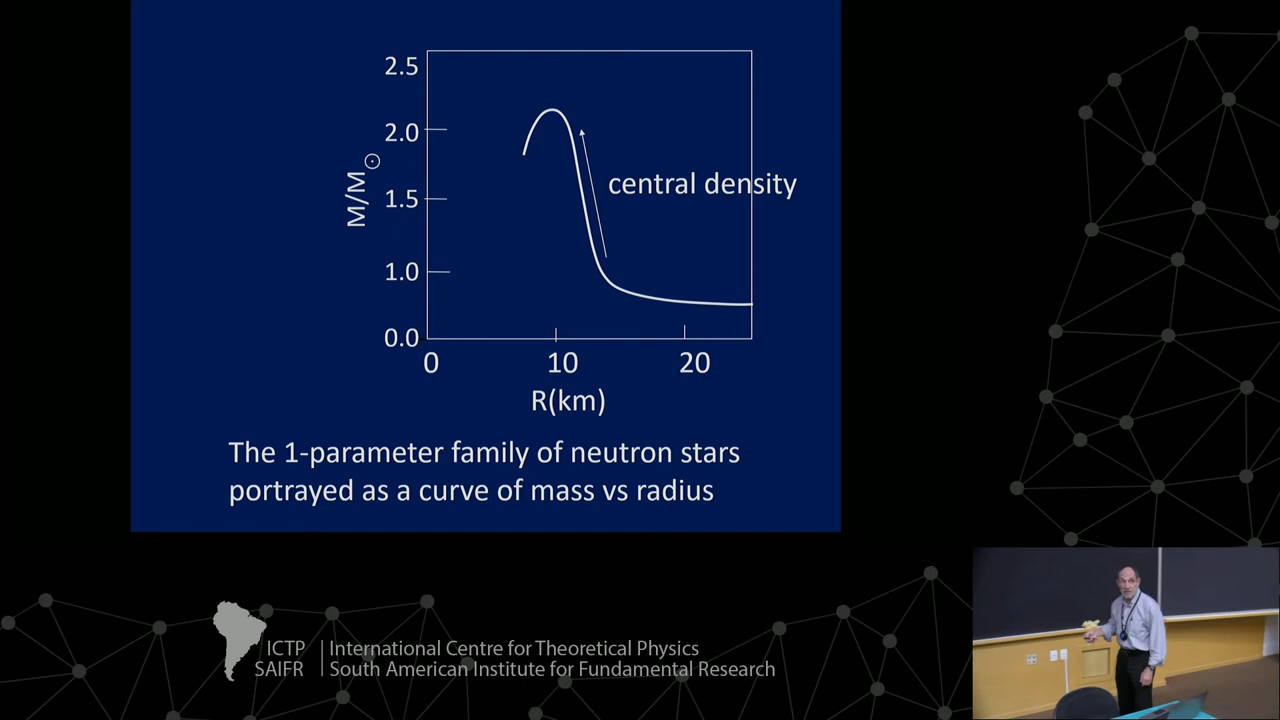 2.5
2.0
1.5
1.0
0.0
M/M☉
central density
0
10
20
R(km)
The 1-parameter family of neutron stars
portrayed as a curve of mass vs radius
ICTP
SAIFR
International Centre for Theoretical Physics
South American Institute for Fundamental Research